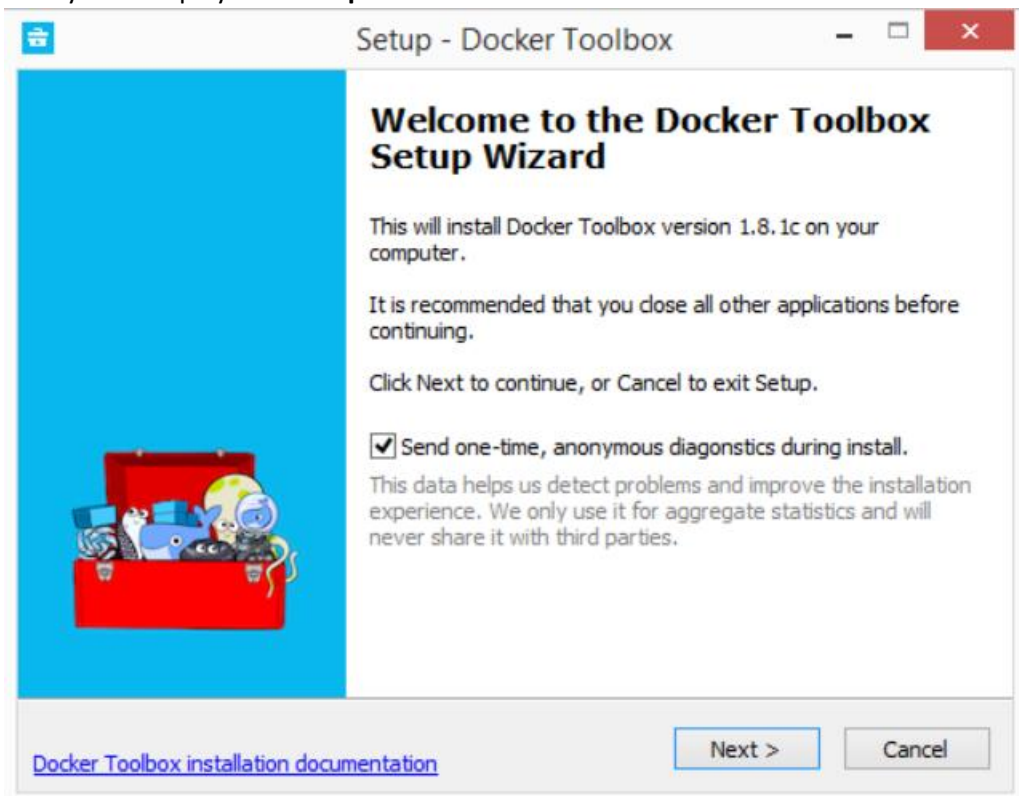 Setup - Docker Toolbox
Welcome to the Docker Toolbox
Setup Wizard
This will install Docker Toolbox version 1.8.1c on your
computer.
It is recommended that you close all other applications before
continuing.
Click Next to continue, or Cancel to exit Setup.
Send one-time, anonymous diagonstics during install.
This data helps us detect problems and improve the installation
experience. We only use it for aggregate statistics and will
never share it with third parties.
Docker Toolbox installation documentation
Next >
Cancel